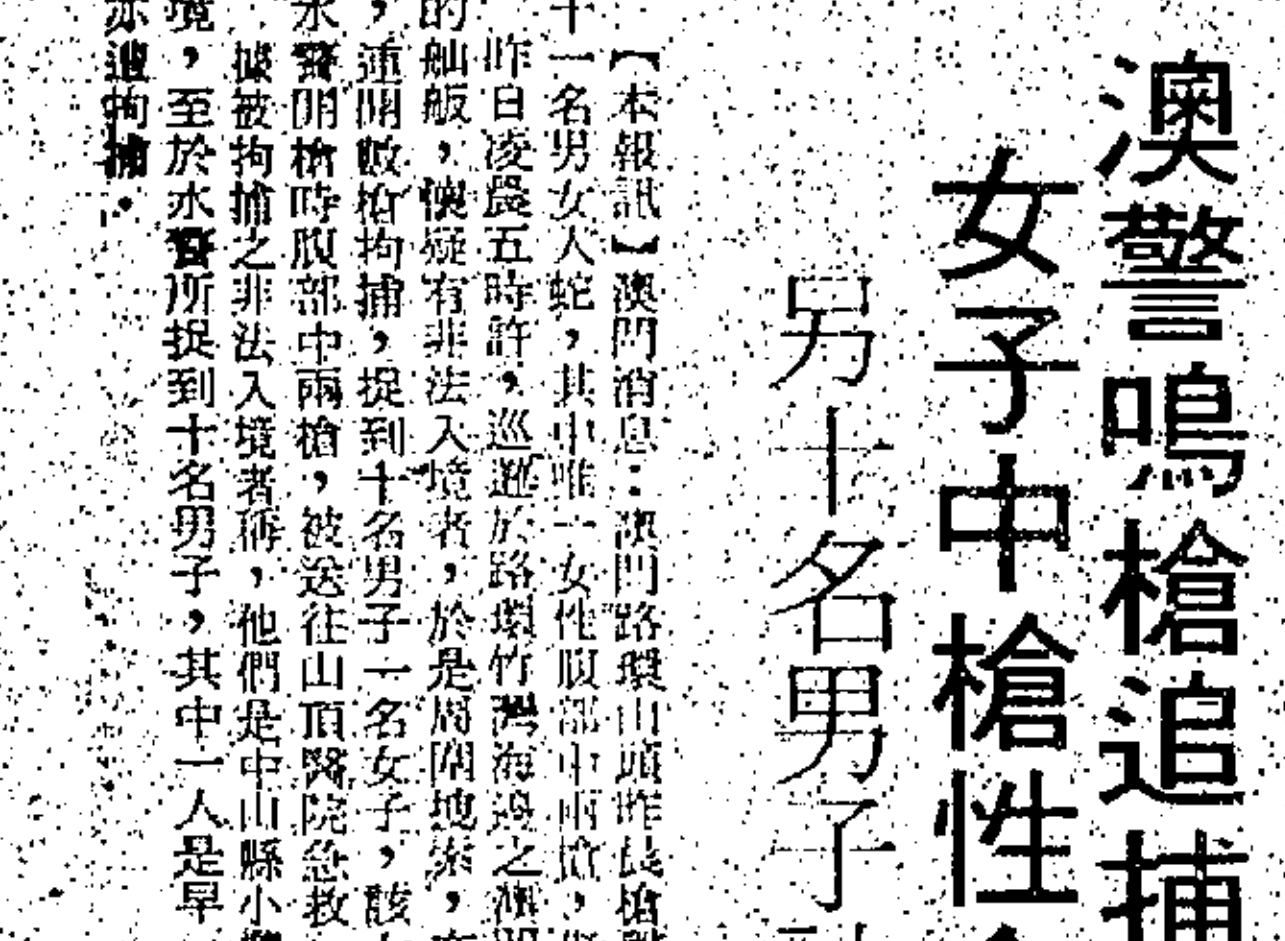 澳警鳴槍追捕
女子中槍性
另十名男子
【本報訊】澳門消息：澳門路環山頭昨晨槍
十一名男女人蛇，其中唯一女性腹部中兩槍，
昨日凌晨五時許，巡邏於路環竹灣海邊之
的舢舨，懷疑有非法入境者，於是周圍地索，
，連開數槍拘捕，捉到十名男子一名女子，該
水警開槍時腹部中兩槍，被送往山頂醫院急救
據被拘捕之非法入境者稱，他們是中山縣小
境，至於水警所捉到十名男子，其中一人是早
亦遭拘捕．